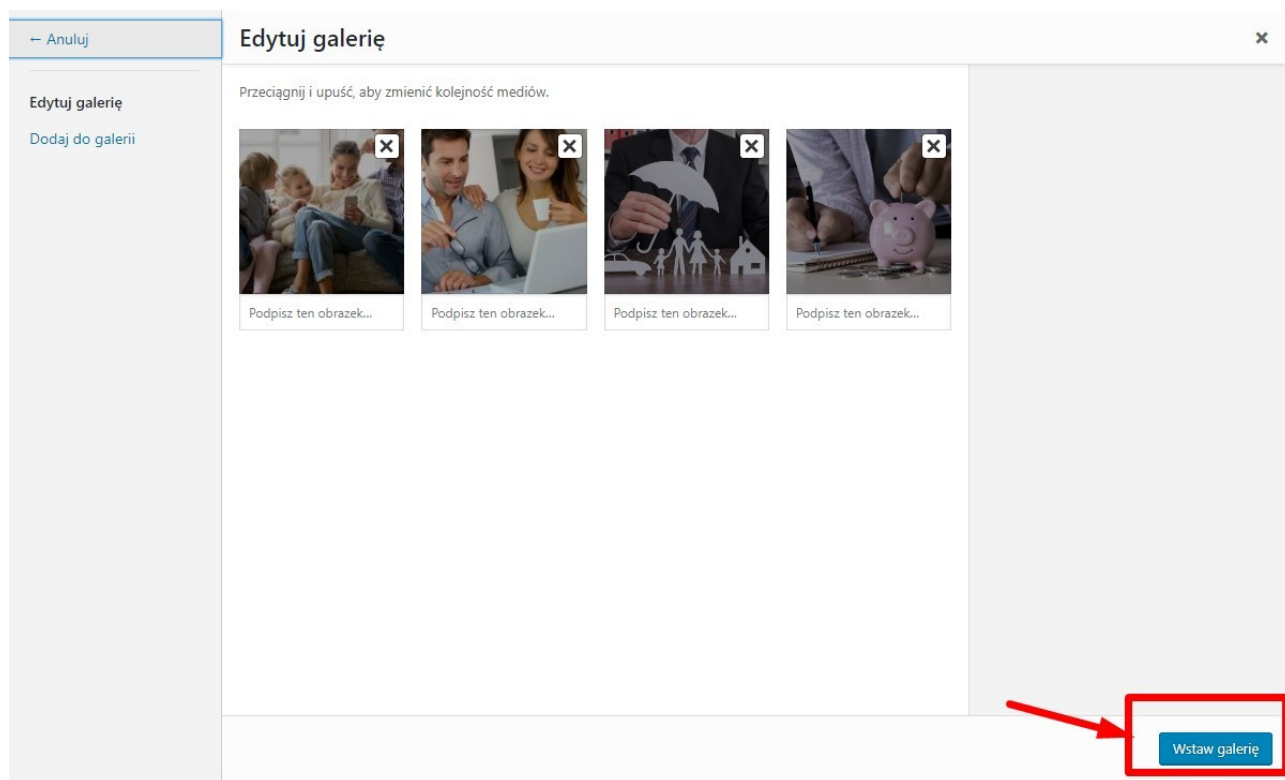 ← Anuluj
Edytuj galerię
Dodaj do galerii
Edytuj galerię
Przeciągnij i upuść, aby zmienić kolejność mediów.
Podpisz ten obrazek...
Podpisz ten obrazek...
Podpisz ten obrazek...
Podpisz ten obrazek...
Wstaw galerię